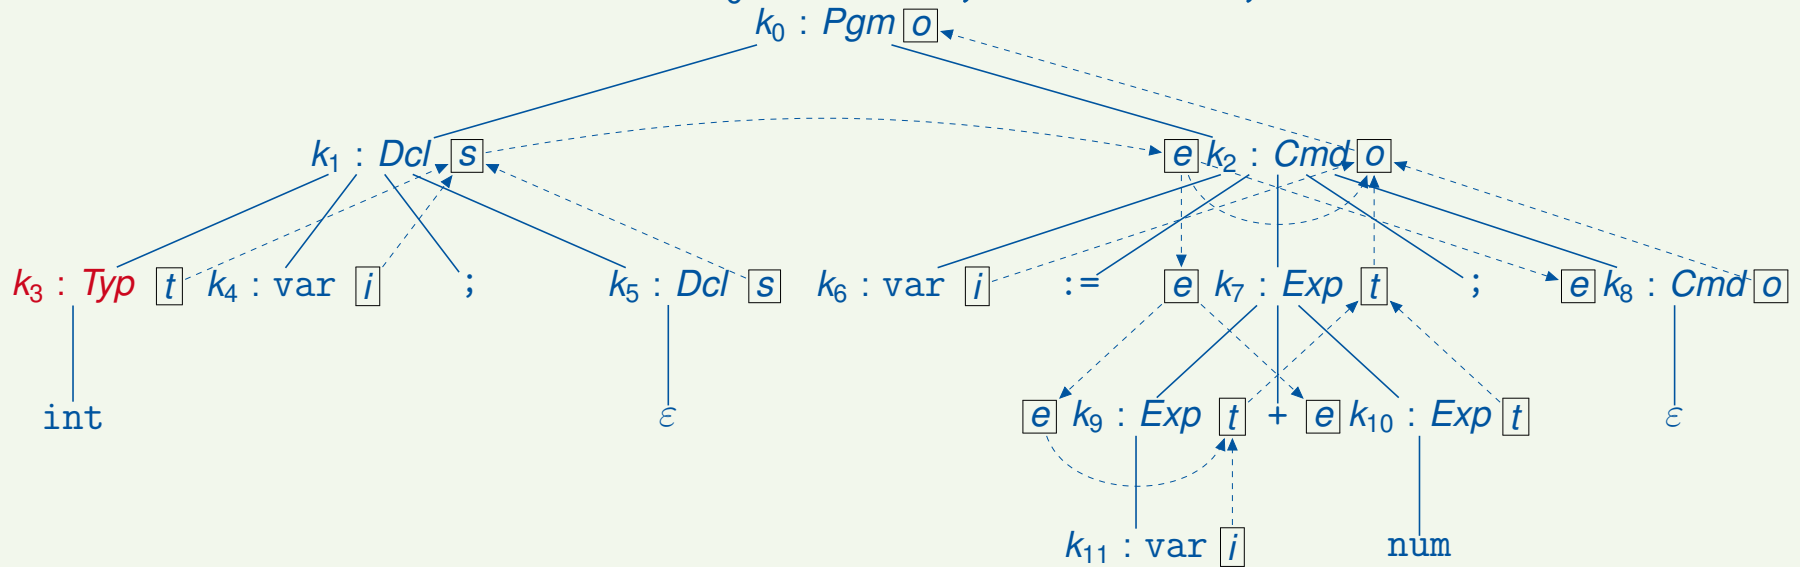 k₀ : Pgm o
k₁ : Dcl s e k₂ : Cmd o
k₃ : Typ t k₄ : var i ; k₅ : Dcl s k₆ : var i := e k₇ : Exp t ; e k₈ : Cmd o
int ε e k₉ : Exp t + e k₁₀ : Exp t ε
k₁₁ : var i num